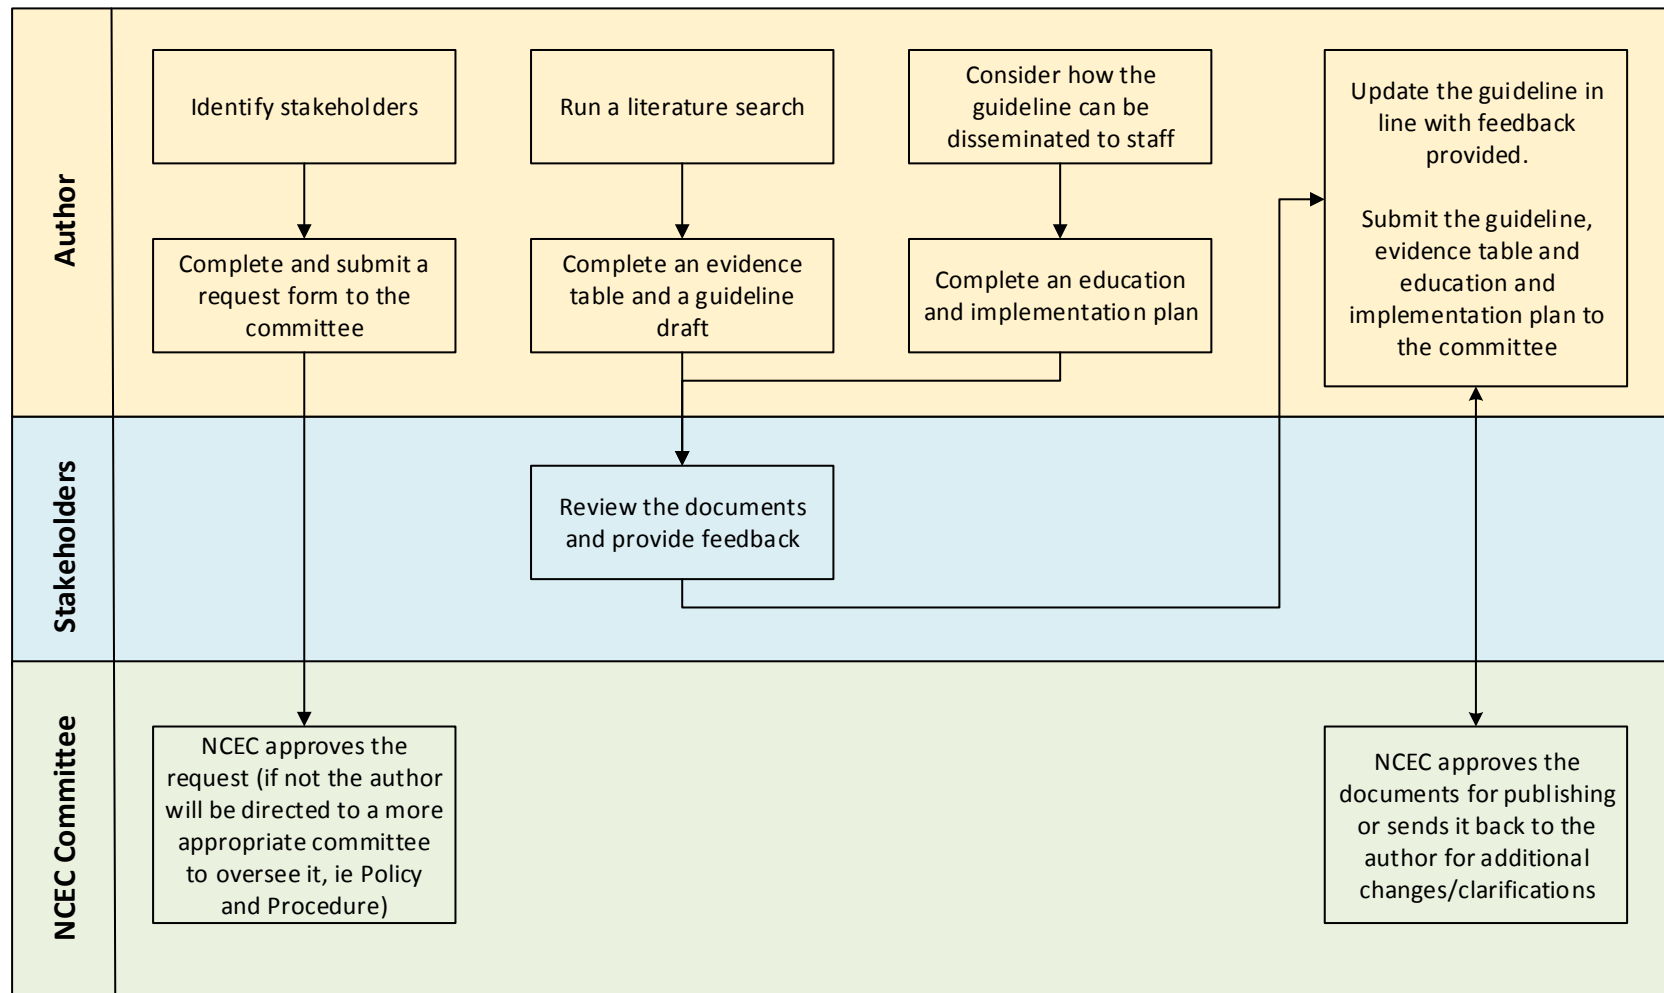 Author
Identify stakeholders
Run a literature search
Consider how the
guideline can be
disseminated to staff
Update the guideline in
line with feedback
provided.
Submit the guideline,
evidence table and
education and
implementation plan to
the committee
Complete and submit a
request form to the
committee
Complete an evidence
table and a guideline
draft
Complete an education
and implementation plan
Stakeholders
Review the documents
and provide feedback
NCEC Committee
NCEC approves the
request (if not the author
will be directed to a more
appropriate committee
to oversee it, ie Policy
and Procedure)
NCEC approves the
documents for publishing
or sends it back to the
author for additional
changes/clarifications